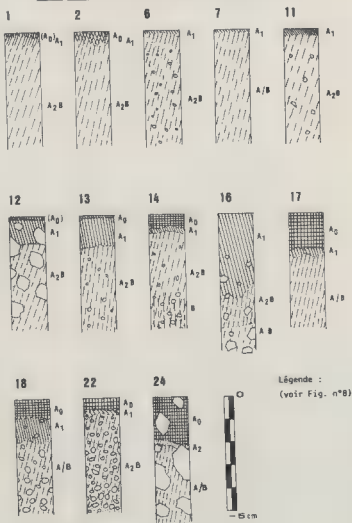 1 2 6 7 11
(A0) A1
A2B
A0 A1
A2B
A1
A2B
A1
A/B
A1
A2B
12 13 14 16 17
(A0)
A1
A2B
A0
A1
A2B
A0
A1
A2B
B
A1
A2B
AB
A0
A1
A/B
18 22 24
A0
A1
A/B
A0
A1
A2B
A0
A2
A/B
0
15 cm
Légende :
(voir Fig. n°8)